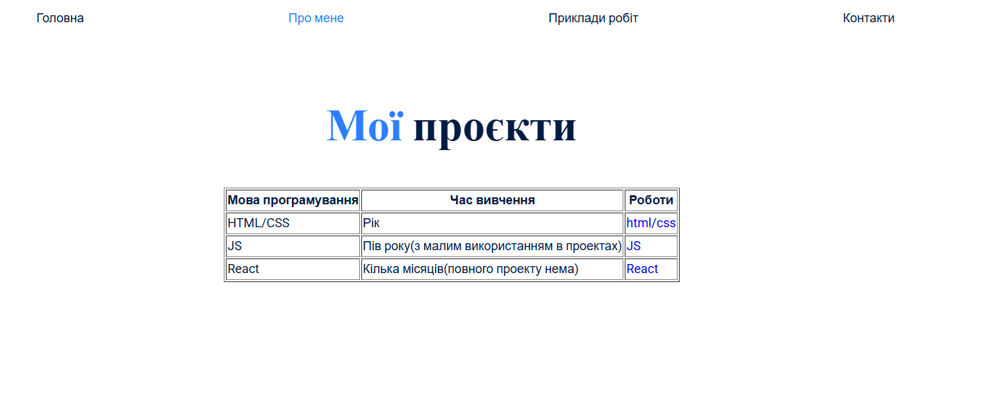 Головна Про мене Приклади робіт Контакти
Мої проєкти
Мова програмування Час вивчення Роботи
HTML/CSS Рік html/css
JS Пів року(з малим використанням в проектах) JS
React Кілька місяців(повного проекту нема) React